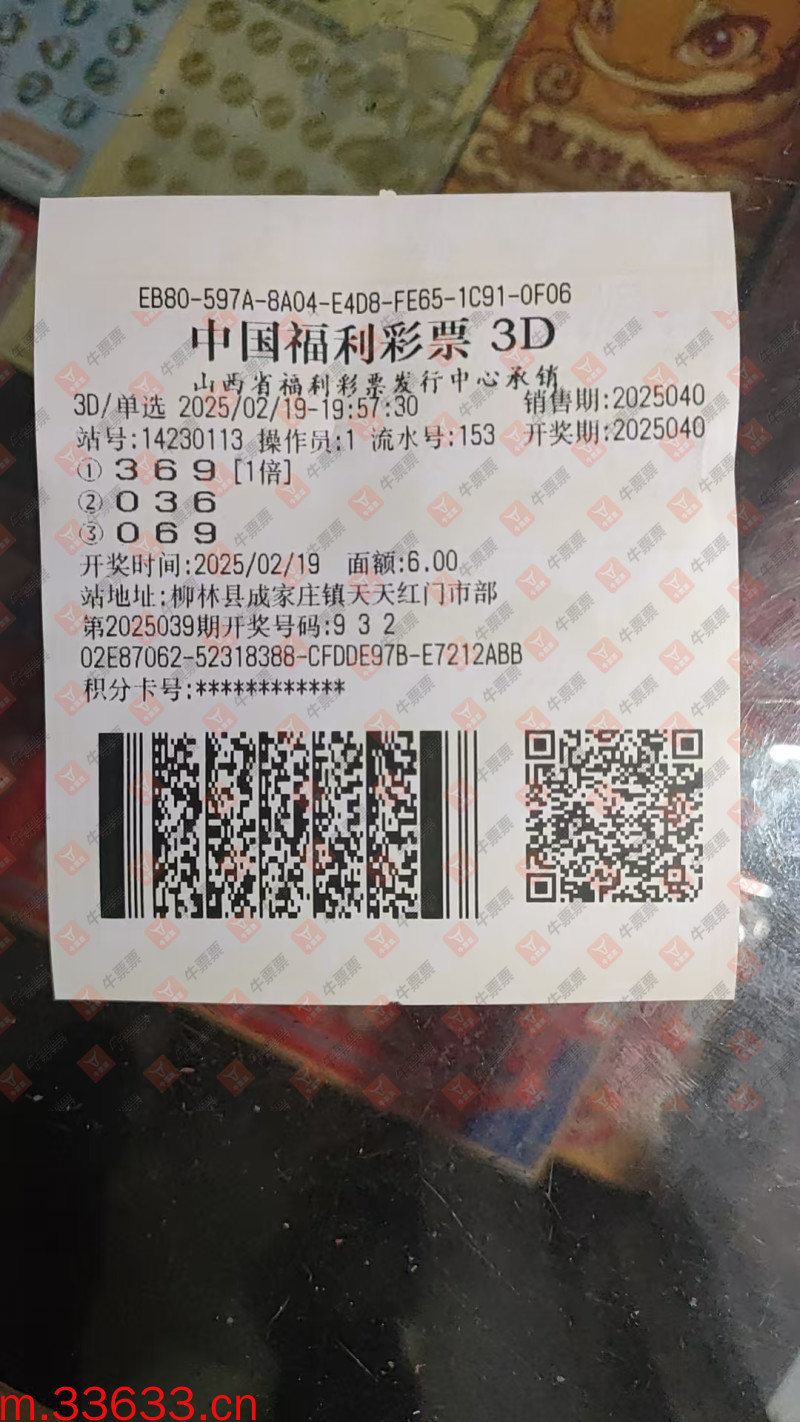 EB80-597A-8A04-E4D8-FE65-1C91-0F06
中国福利彩票 3D
山西省福利彩票发行中心承销
3D/单选 2025/02/19-19:57:30 销售期:2025040
站号:14230113 操作员:1 流水号:153 开奖期:2025040
① 3 6 9 [1倍]
② 0 3 6
③ 0 6 9
开奖时间:2025/02/19 面额:6.00
站地址:柳林县成家庄镇天天红门市部
第2025039期开奖号码:9 3 2
02E87062-52318388-CFDDE97B-E7212ABB
积分卡号:************
牛票票
m.33633.cn